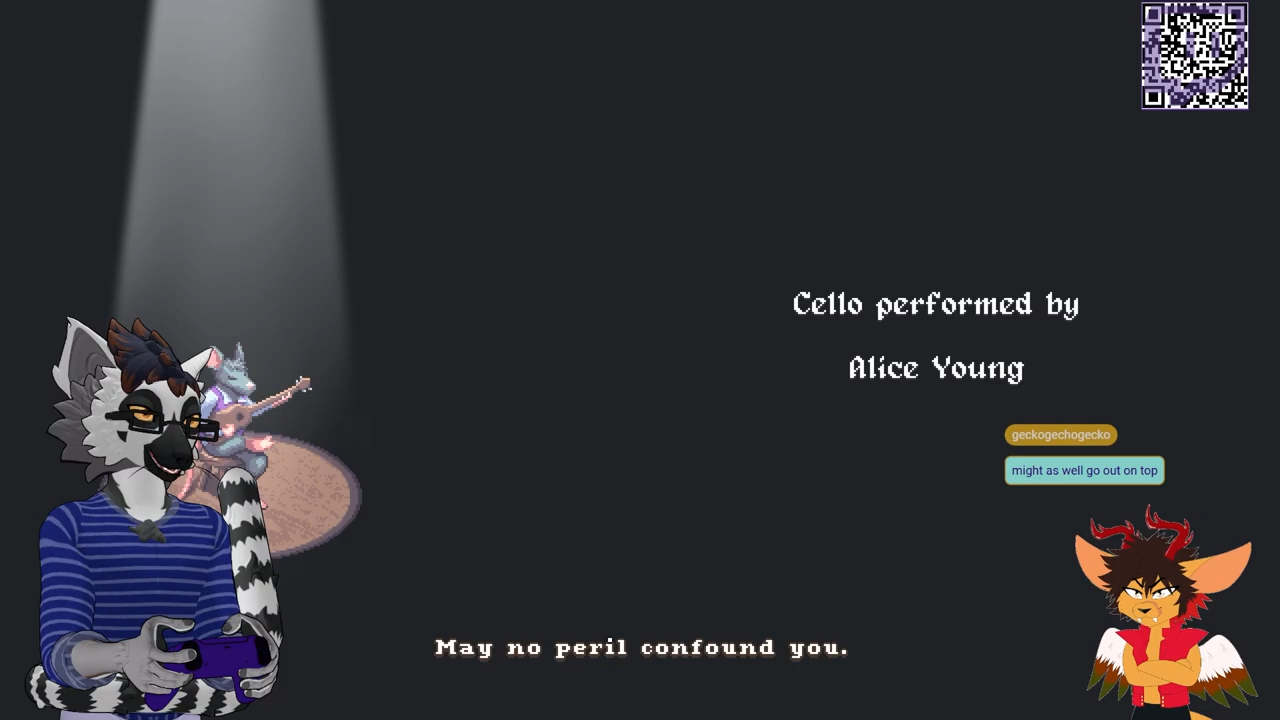 Cello performed by
Alice Young
geckogechogecko
might as well go out on top
May no peril confound you.